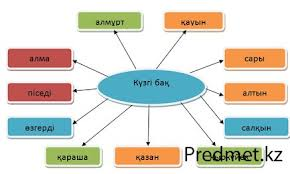 алмұрт
қауын
алма
Күзгі бақ
сары
піседі
алтын
өзгерді
салқын
қараша
қазан
Predmet.kz